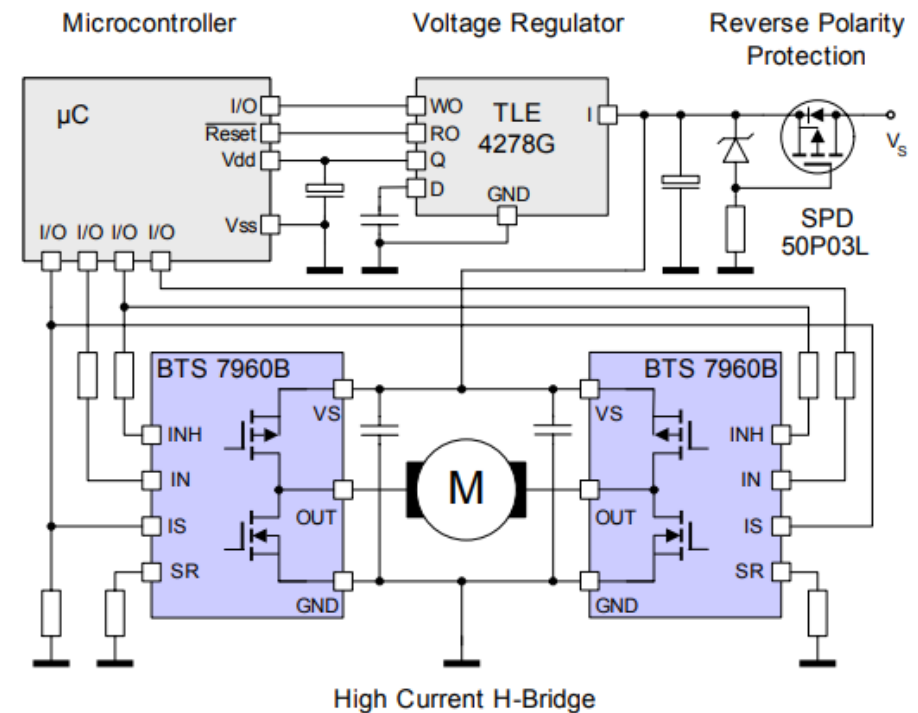 Microcontroller
Voltage Regulator
Reverse Polarity
Protection
µC
I/O
Reset
Vdd
Vss
I/O I/O I/O I/O
WO
RO
Q
D
TLE
4278G
I
GND
V_S
SPD
50P03L
BTS 7960B
VS
INH
IN
IS
SR
OUT
GND
M
BTS 7960B
VS
INH
IN
OUT
IS
SR
GND
High Current H-Bridge